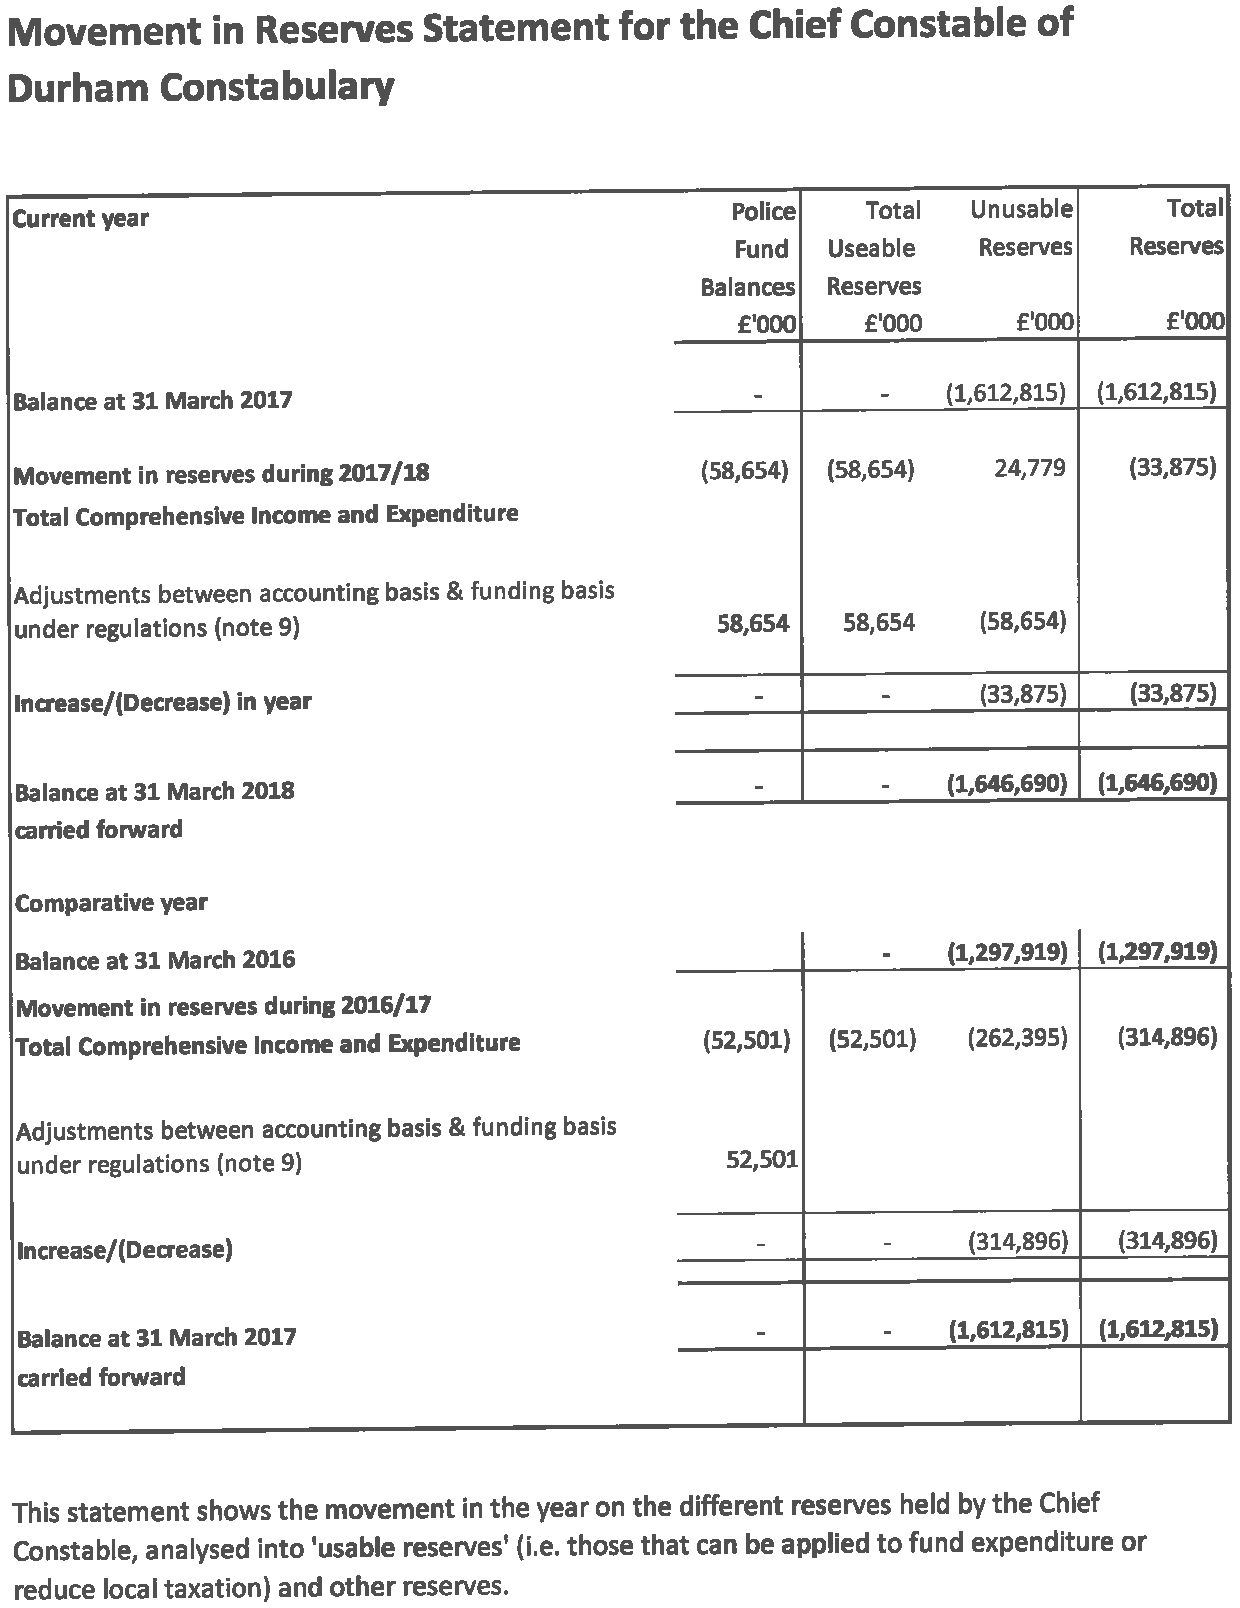 Movement in Reserves Statement for the Chief Constable of
Durham Constabulary
Current year Police Total Unusable Total
Fund Useable Reserves Reserves
Balances Reserves
£'000 £'000 £'000 £'000
Balance at 31 March 2017 - - (1,612,815) (1,612,815)
Movement in reserves during 2017/18 (58,654) (58,654) 24,779 (33,875)
Total Comprehensive Income and Expenditure
Adjustments between accounting basis & funding basis
under regulations (note 9) 58,654 58,654 (58,654)
Increase/(Decrease) in year - - (33,875) (33,875)
Balance at 31 March 2018 - - (1,646,690) (1,646,690)
carried forward
Comparative year
Balance at 31 March 2016 - (1,297,919) (1,297,919)
Movement in reserves during 2016/17
Total Comprehensive Income and Expenditure (52,501) (52,501) (262,395) (314,896)
Adjustments between accounting basis & funding basis
under regulations (note 9) 52,501
Increase/(Decrease) - - (314,896) (314,896)
Balance at 31 March 2017 - - (1,612,815) (1,612,815)
carried forward
This statement shows the movement in the year on the different reserves held by the Chief
Constable, analysed into 'usable reserves' (i.e. those that can be applied to fund expenditure or
reduce local taxation) and other reserves.